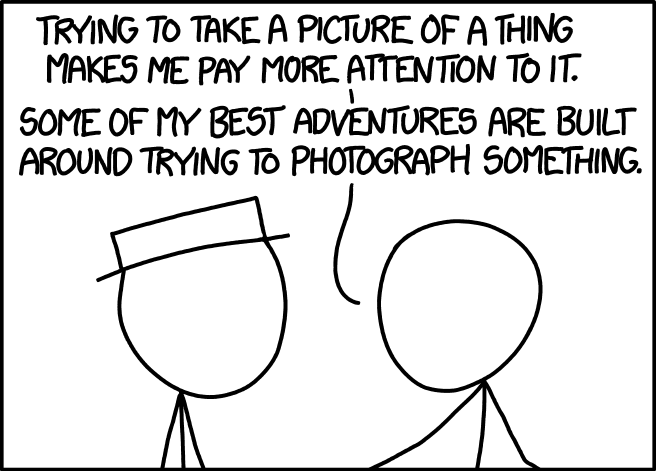 TRYING TO TAKE A PICTURE OF A THING
MAKES ME PAY MORE ATTENTION TO IT.
SOME OF MY BEST ADVENTURES ARE BUILT
AROUND TRYING TO PHOTOGRAPH SOMETHING.